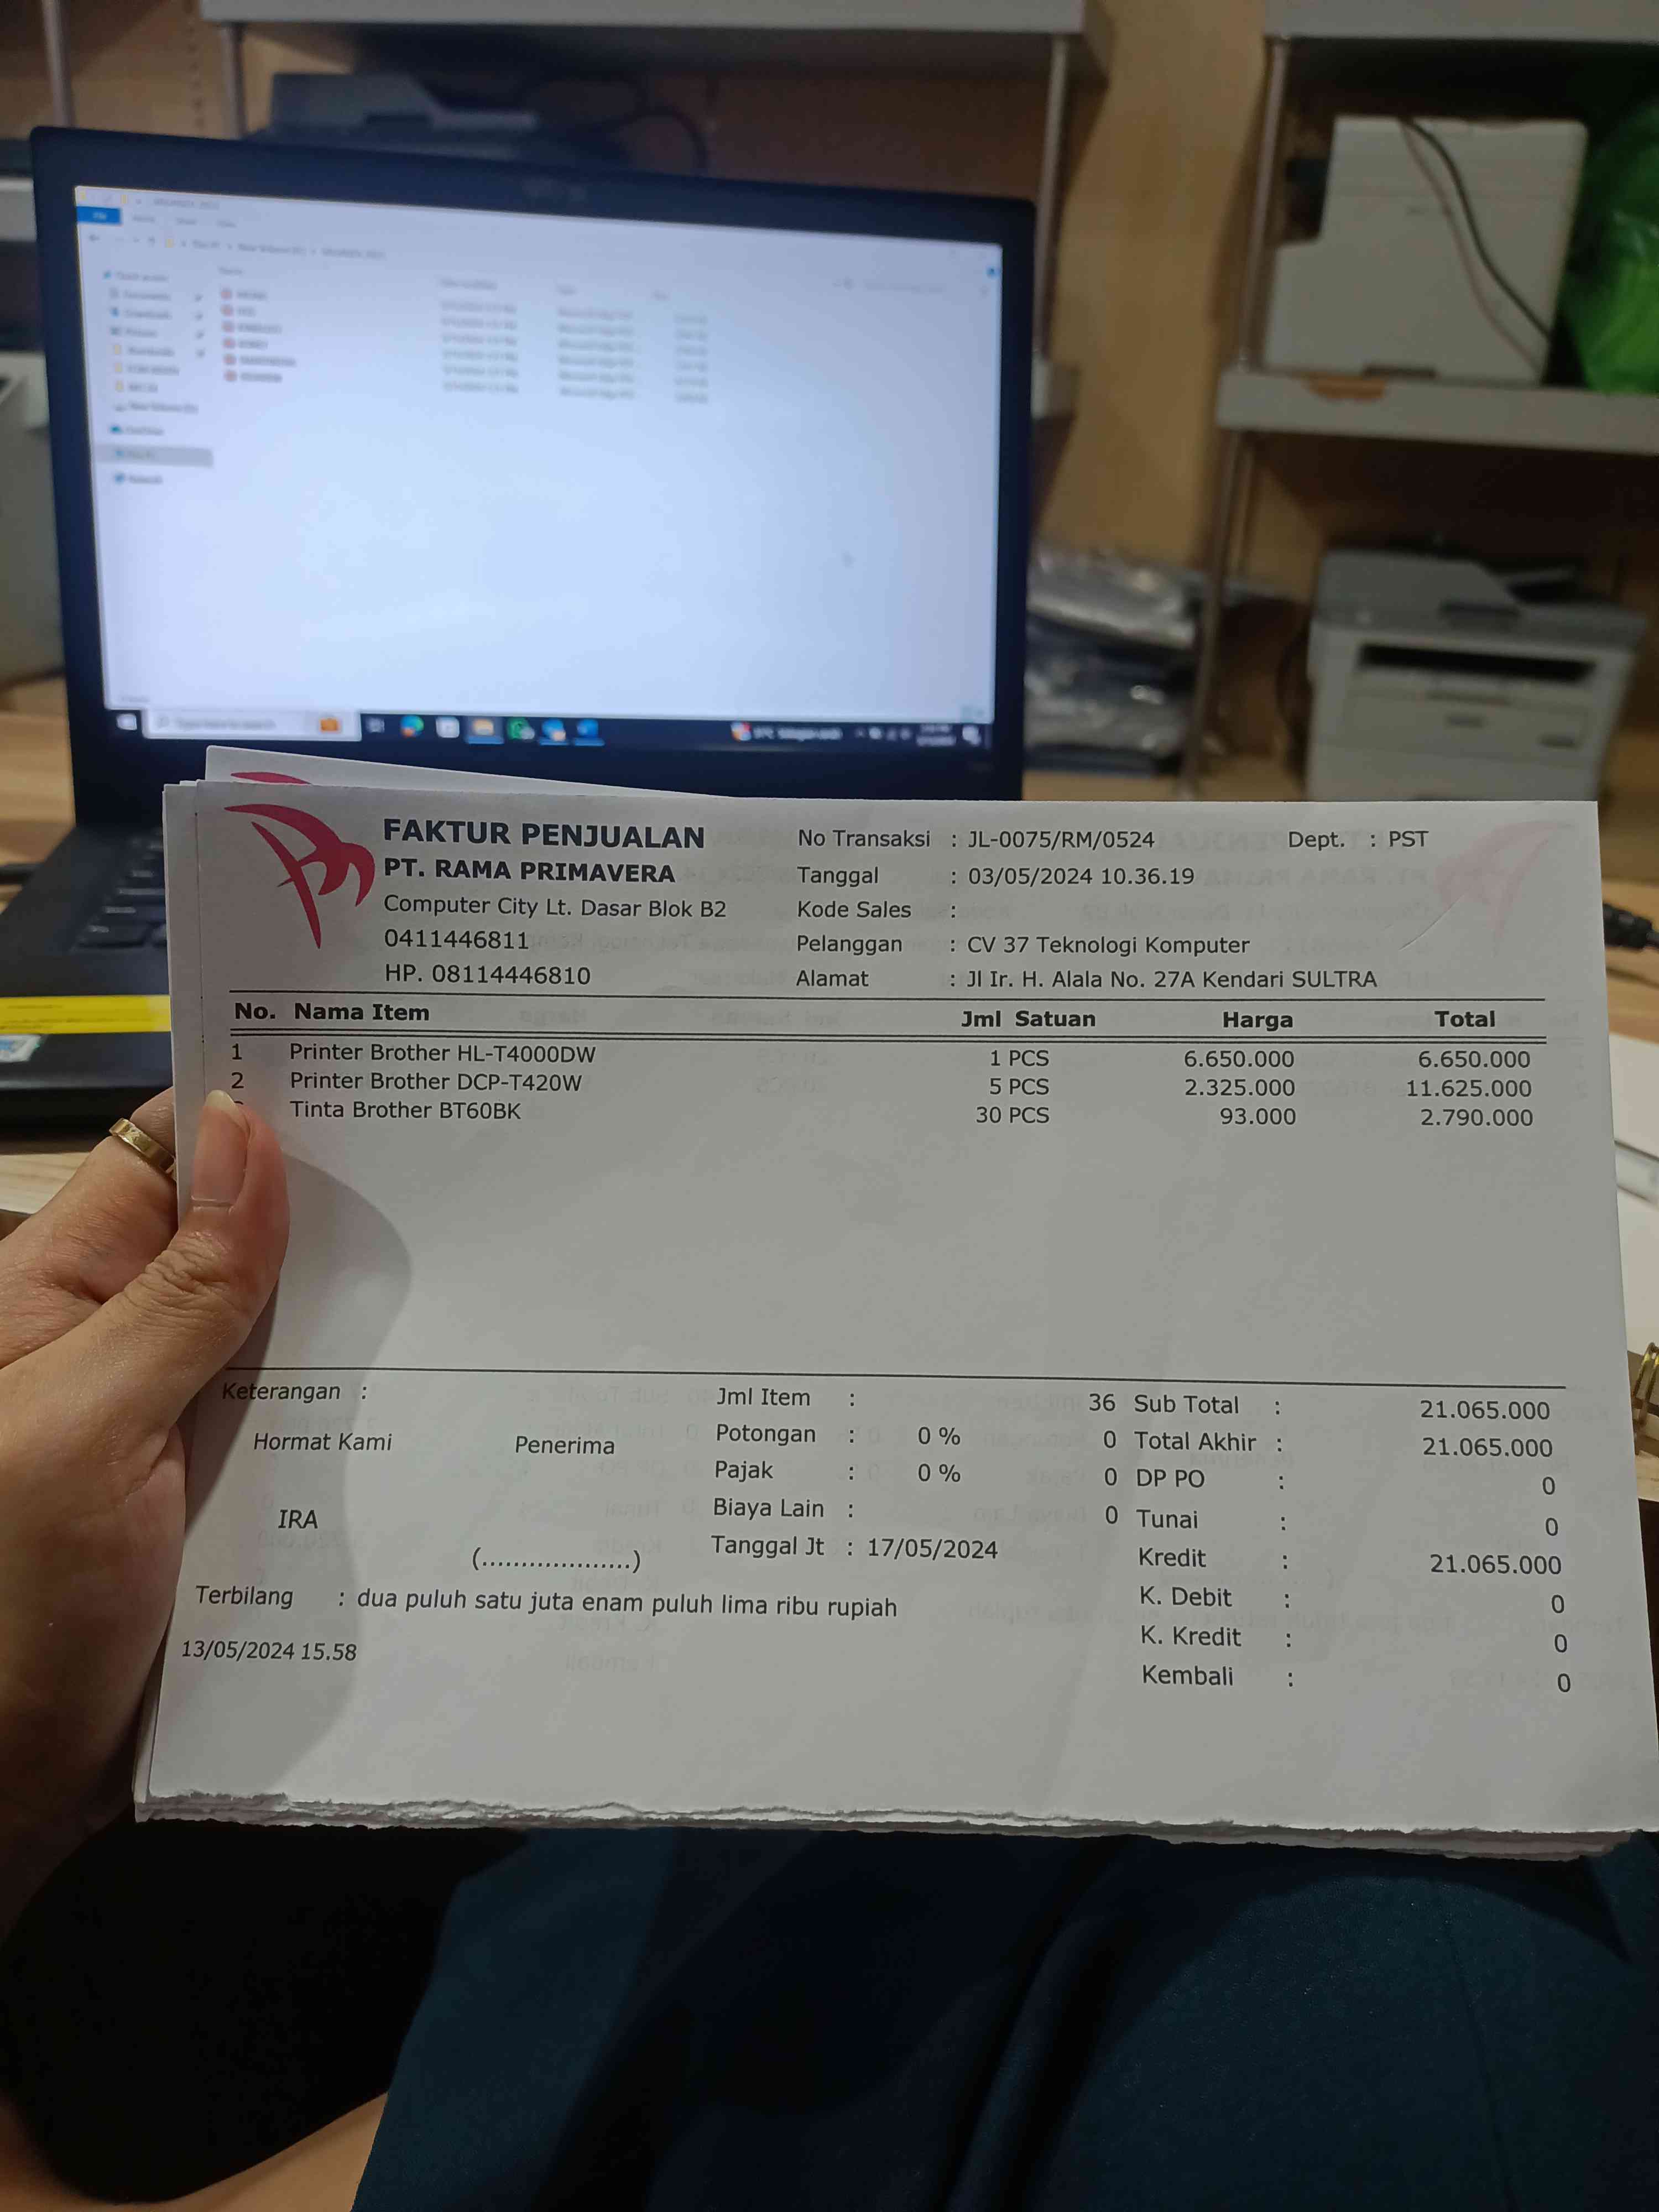 FAKTUR PENJUALAN
PT. RAMA PRIMAVERA
Computer City Lt. Dasar Blok B2
0411446811
HP. 08114446810
No Transaksi : JL-0075/RM/0524 Dept. : PST
Tanggal : 03/05/2024 10.36.19
Kode Sales :
Pelanggan : CV 37 Teknologi Komputer
Alamat : Jl Ir. H. Alala No. 27A Kendari SULTRA
No. Nama Item Jml Satuan Harga Total
1 Printer Brother HL-T4000DW 1 PCS 6.650.000 6.650.000
2 Printer Brother DCP-T420W 5 PCS 2.325.000 11.625.000
Tinta Brother BT60BK 30 PCS 93.000 2.790.000
Keterangan :
Hormat Kami Penerima
IRA
(...................)
Jml Item : 36
Potongan : 0 % 0
Pajak : 0 % 0
Biaya Lain : 0
Tanggal Jt : 17/05/2024
Sub Total : 21.065.000
Total Akhir : 21.065.000
DP PO : 0
Tunai : 0
Kredit : 21.065.000
K. Debit : 0
K. Kredit : 0
Kembali : 0
Terbilang : dua puluh satu juta enam puluh lima ribu rupiah
13/05/2024 15.58